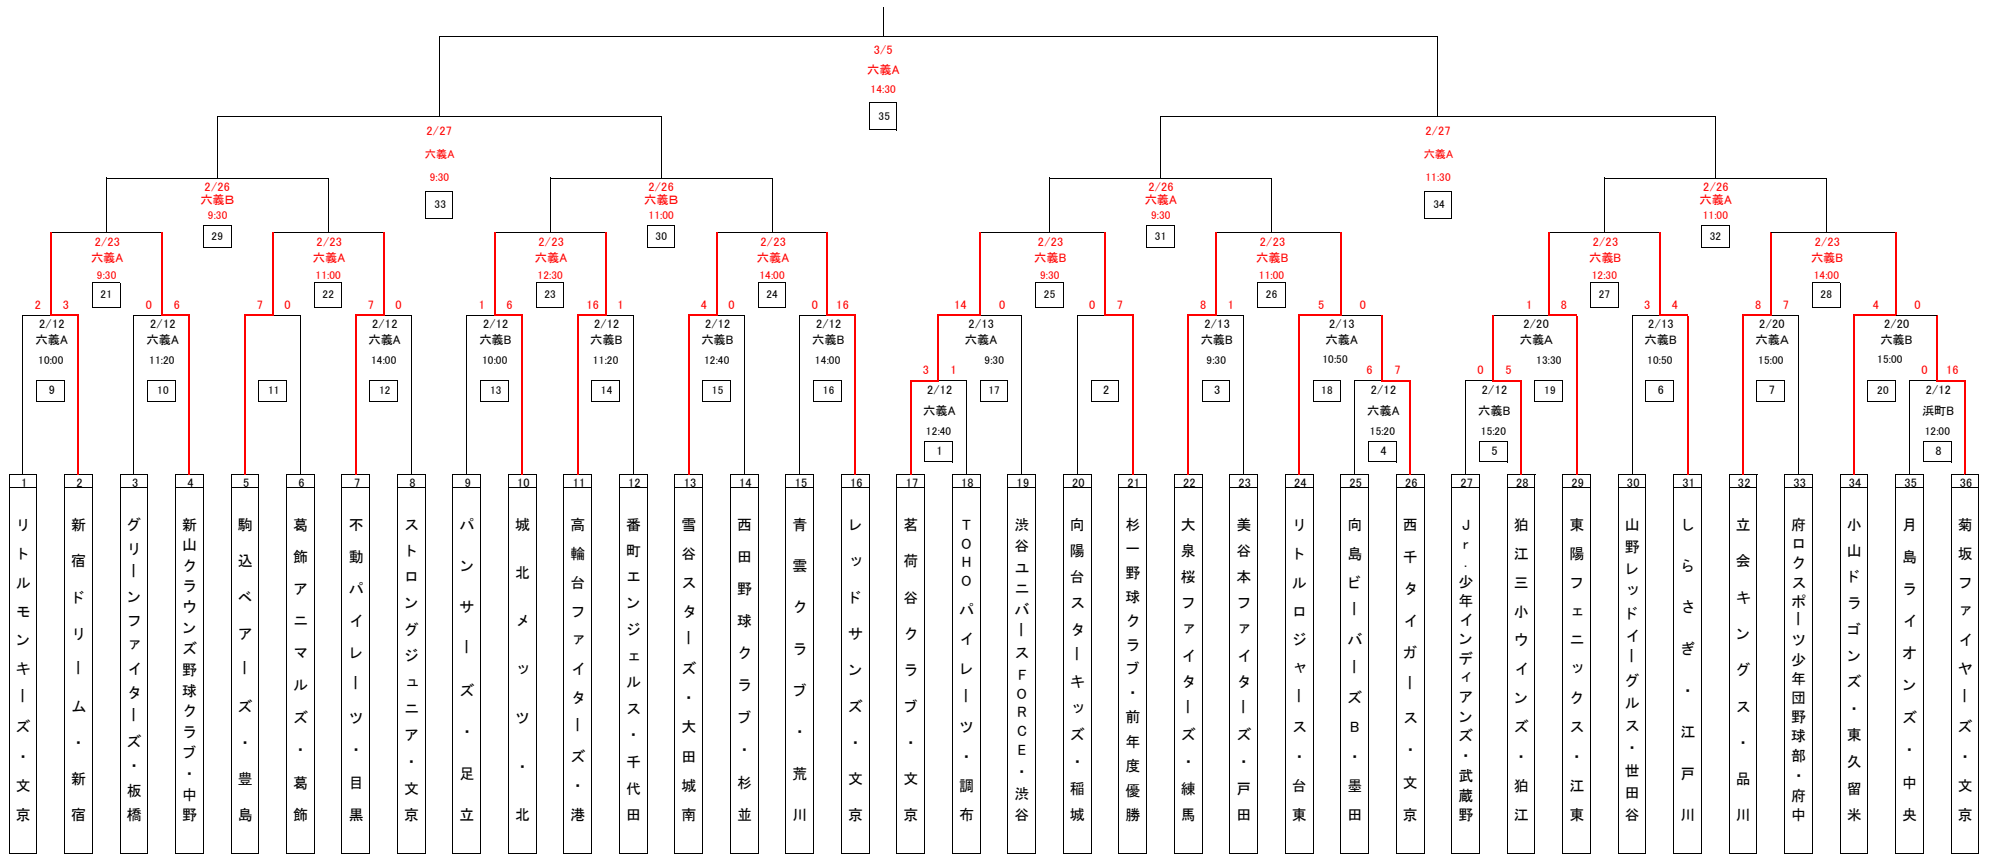 3/5
六義A
14:30
35
2/27
六義A
9:30
33
2/27
六義A
11:30
34
2/26
六義B
9:30
29
2/26
六義B
11:00
30
2/26
六義A
9:30
31
2/26
六義A
11:00
32
2/23
六義A
9:30
21
2/23
六義A
11:00
22
2/23
六義A
12:30
23
2/23
六義A
14:00
24
2/23
六義B
9:30
25
2/23
六義B
11:00
26
2/23
六義B
12:30
27
2/23
六義B
14:00
28
2 3
2/12
六義A
10:00
9
0 6
2/12
六義A
11:20
10
7 0
11
7 0
2/12
六義A
14:00
12
1 6
2/12
六義B
10:00
13
16 1
2/12
六義B
11:20
14
4 0
2/12
六義B
12:40
15
0 16
2/12
六義B
14:00
16
14 0
2/13
六義A
9:30
17
0 7
2
8 1
2/13
六義B
9:30
3
5 0
2/13
六義A
10:50
18
1 8
2/20
六義A
13:30
19
3 4
2/13
六義B
10:50
6
8 7
2/20
六義A
15:00
7
4 0
2/20
六義B
15:00
20
3 1
2/12
六義A
12:40
1
6 7
2/12
六義A
15:20
4
0 5
2/12
六義B
15:20
5
0 16
2/12
浜町B
12:00
8
1
リトルモンキーズ・文京
2
新宿ドリーム・新宿
3
グリーンファイターズ・板橋
4
新山クラウンズ野球クラブ・中野
5
駒込ベアーズ・豊島
6
葛飾アニマルズ・葛飾
7
不動パイレーツ・目黒
8
ストロングジュニア・文京
9
パンサーズ・足立
10
城北メッツ・北
11
高輪台ファイターズ・港
12
番町エンジェルス・千代田
13
雪谷スターズ・大田城南
14
西田野球クラブ・杉並
15
青雲クラブ・荒川
16
レッドサンズ・文京
17
茗荷谷クラブ・文京
18
TOHOパイレーツ・調布
19
渋谷ユニバースFORCE・渋谷
20
向陽台スターキッズ・稲城
21
杉一野球クラブ・前年度優勝
22
大泉桜ファイターズ・練馬
23
美谷本ファイターズ・戸田
24
リトルロジャース・台東
25
向島ビーバーズB・墨田
26
西千タイガース・文京
27
Jr.少年インディアンズ・武蔵野
28
狛江三小ウインズ・狛江
29
東陽フェニックス・江東
30
山野レッドイーグルス・世田谷
31
しらさぎ・江戸川
32
立会キングス・品川
33
府ロクスポーツ少年団野球部・府中
34
小山ドラゴンズ・東久留米
35
月島ライオンズ・中央
36
菊坂ファイヤーズ・文京